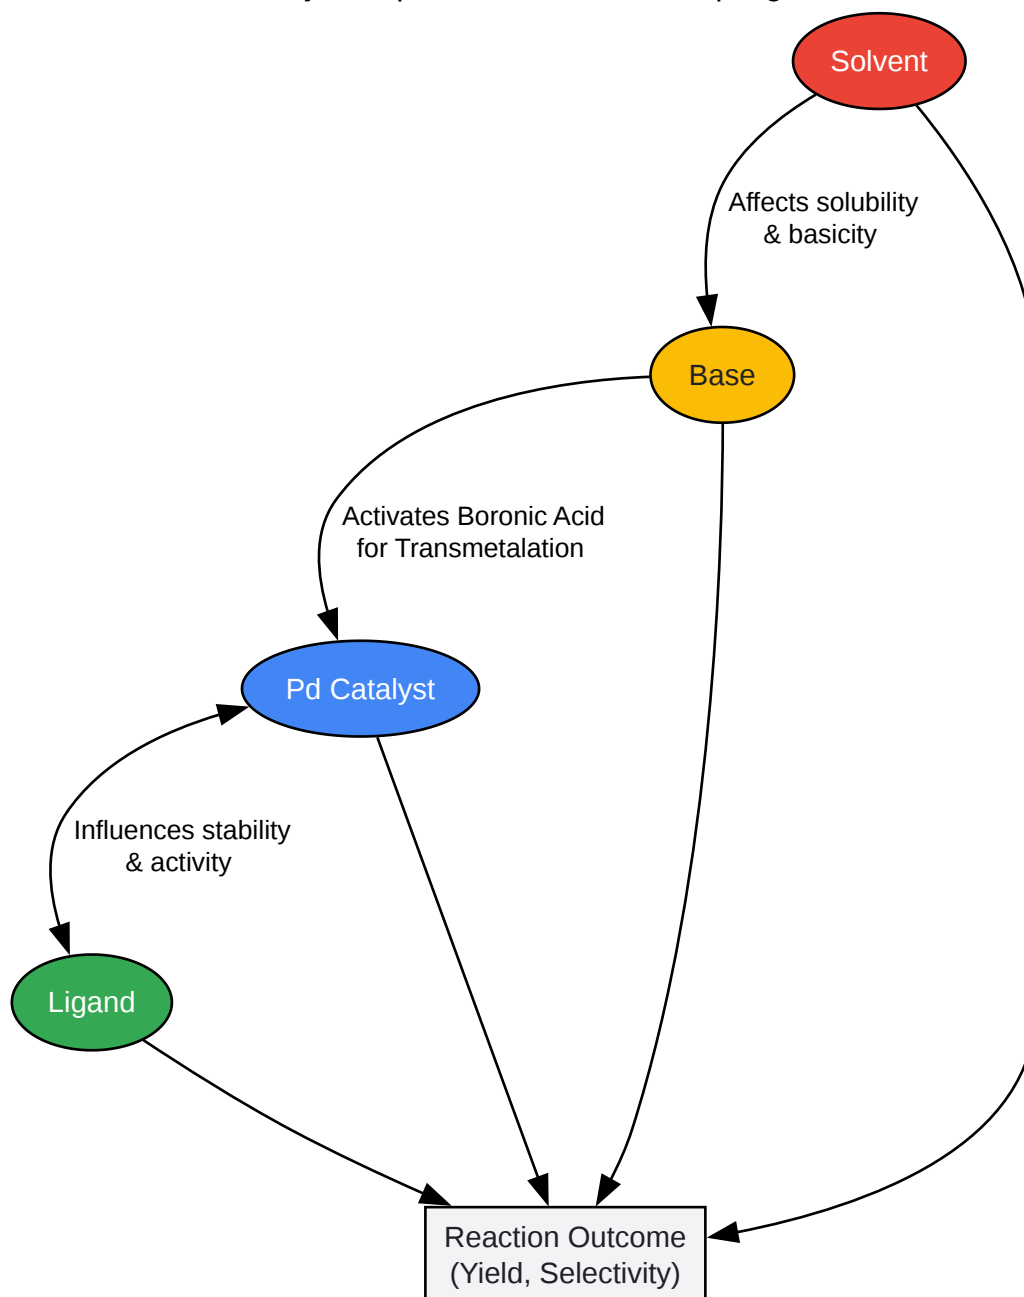 Solvent
Affects solubility
& basicity
Base
Activates Boronic Acid
for Transmetalation
Pd Catalyst
Influences stability
& activity
Ligand
Reaction Outcome
(Yield, Selectivity)